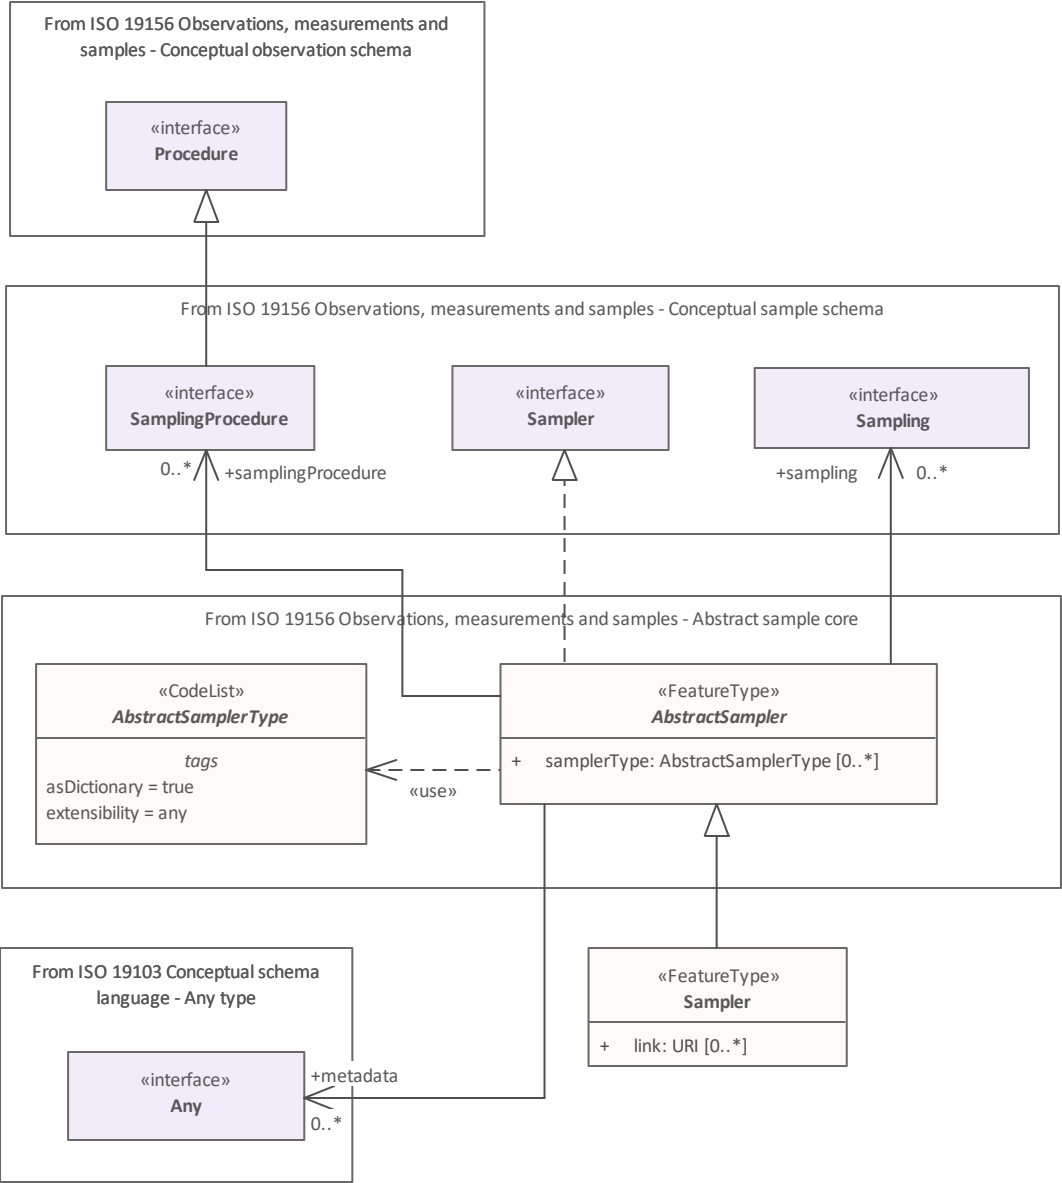 From ISO 19156 Observations, measurements and
samples - Conceptual observation schema
«interface»
Procedure
From ISO 19156 Observations, measurements and samples - Conceptual sample schema
«interface»
SamplingProcedure
«interface»
Sampler
«interface»
Sampling
0..*
+samplingProcedure
+sampling
0..*
From ISO 19156 Observations, measurements and samples - Abstract sample core
«CodeList»
AbstractSamplerType
tags
asDictionary = true
extensibility = any
«use»
«FeatureType»
AbstractSampler
+ samplerType: AbstractSamplerType [0..*]
From ISO 19103 Conceptual schema
language - Any type
«interface»
Any
+metadata
0..*
«FeatureType»
Sampler
+ link: URI [0..*]